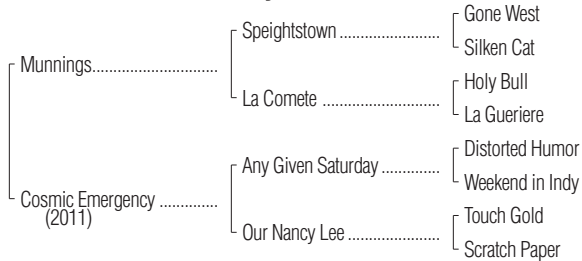 Gone West
Speightstown
Silken Cat
Munnings
Holy Bull
La Comete
La Gueriere
Distorted Humor
Any Given Saturday
Weekend in Indy
Cosmic Emergency
(2011)
Touch Gold
Our Nancy Lee
Scratch Paper